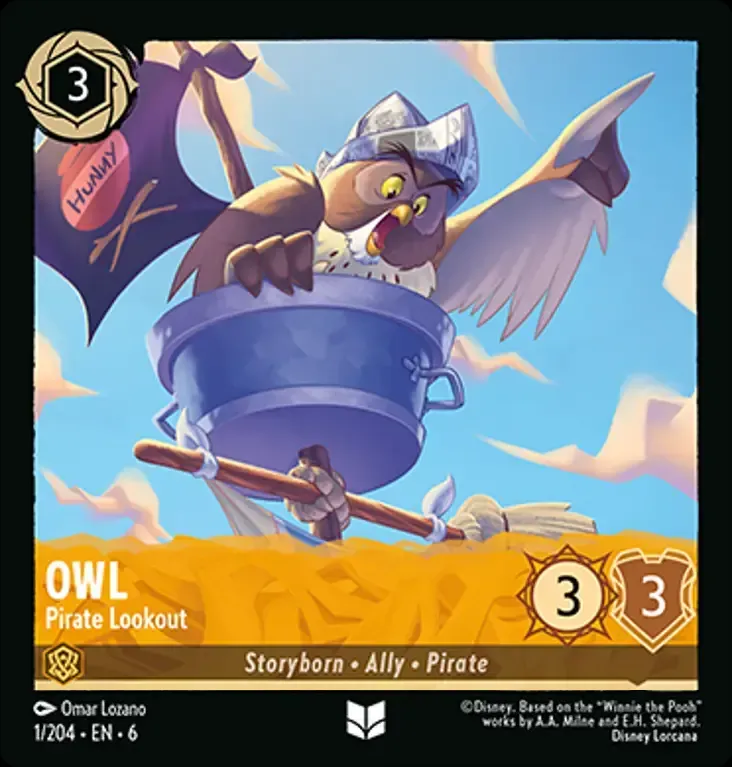 3
HUNNY
OWL
Pirate Lookout
3
3
Storyborn • Ally • Pirate
Omar Lozano
1/204 • EN • 6
©Disney. Based on the "Winnie the Pooh"
works by A.A. Milne and E.H. Shepard.
Disney Lorcana